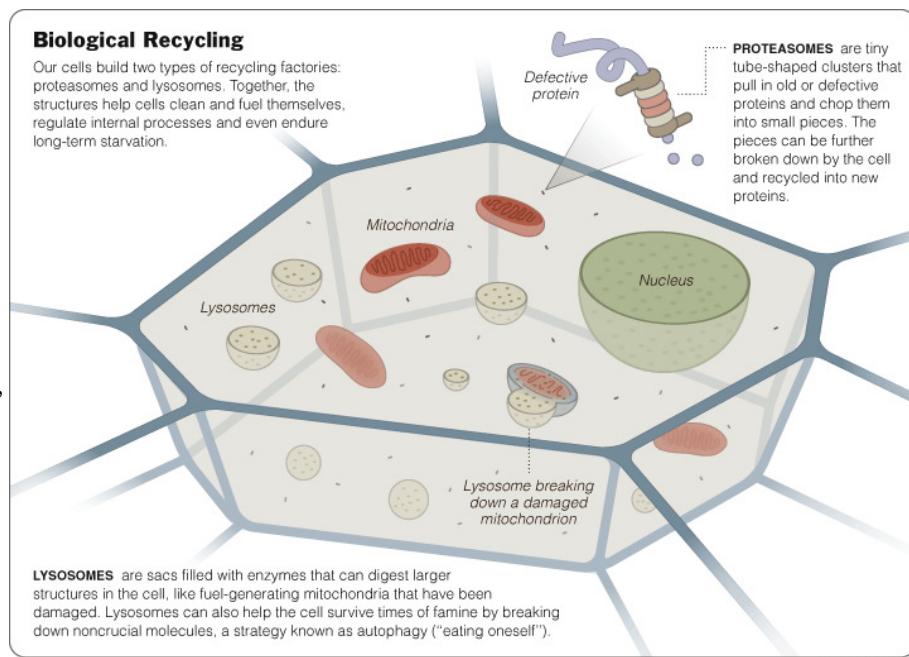 Biological Recycling
Our cells build two types of recycling factories:
proteasomes and lysosomes. Together, the
structures help cells clean and fuel themselves,
regulate internal processes and even endure
long-term starvation.
Defective
protein
PROTEASOMES are tiny
tube-shaped clusters that
pull in old or defective
proteins and chop them
into small pieces. The
pieces can be further
broken down by the cell
and recycled into new
proteins.
Mitochondria
Nucleus
Lysosomes
Lysosome breaking
down a damaged
mitochondrion
LYSOSOMES are sacs filled with enzymes that can digest larger
structures in the cell, like fuel-generating mitochondria that have been
damaged. Lysosomes can also help the cell survive times of famine by breaking
down noncrucial molecules, a strategy known as autophagy (“eating oneself”).